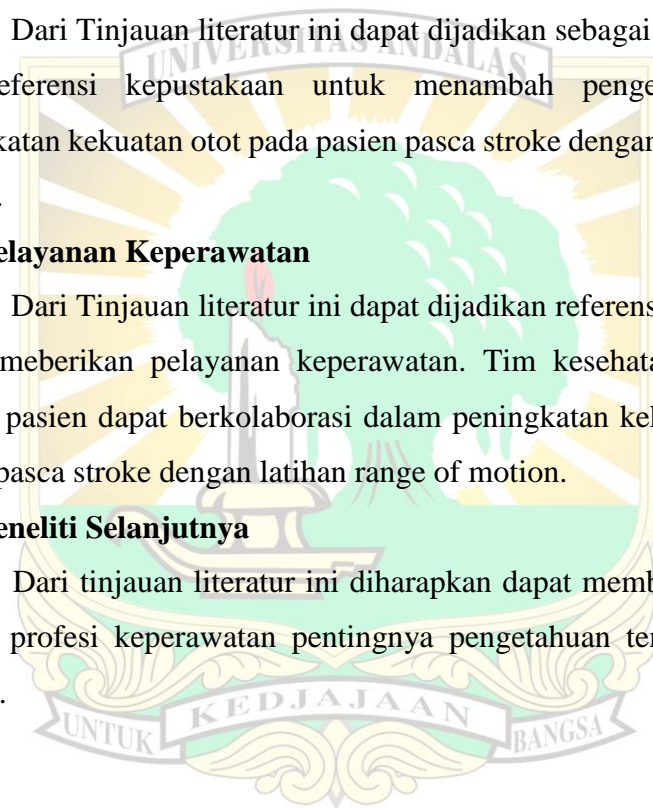 Dari Tinjauan literatur ini dapat dijadikan sebagai
eferensi kepustakaan untuk menambah penge
katan kekuatan otot pada pasien pasca stroke dengan
.
elayanan Keperawatan
Dari Tinjauan literatur ini dapat dijadikan referens
meberikan pelayanan keperawatan. Tim kesehata
pasien dapat berkolaborasi dalam peningkatan kel
pasca stroke dengan latihan range of motion.
eneliti Selanjutnya
Dari tinjauan literatur ini diharapkan dapat memb
profesi keperawatan pentingnya pengetahuan ter
.
UNIVERSITAS ANDALAS
UNTUK KEDJAJAAN BANGSA